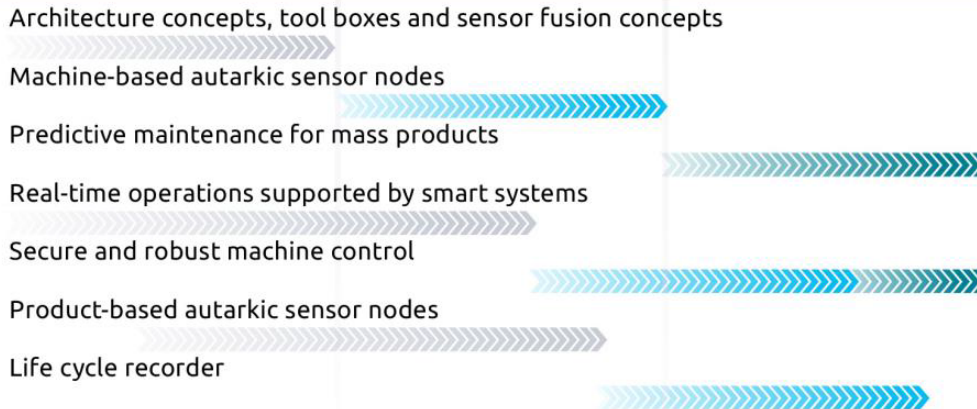 Architecture concepts, tool boxes and sensor fusion concepts
Machine-based autarkic sensor nodes
Predictive maintenance for mass products
Real-time operations supported by smart systems
Secure and robust machine control
Product-based autarkic sensor nodes
Life cycle recorder